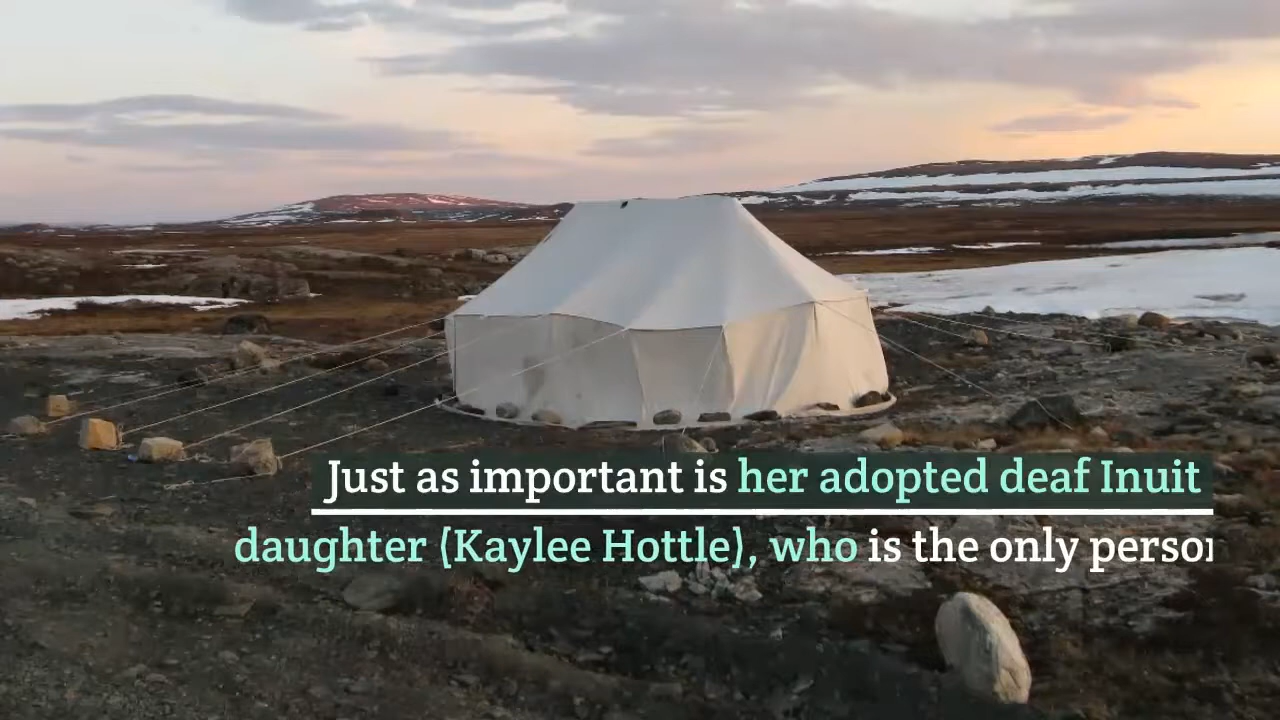 Just as important is her adopted deaf Inuit
daughter (Kaylee Hottle), who is the only